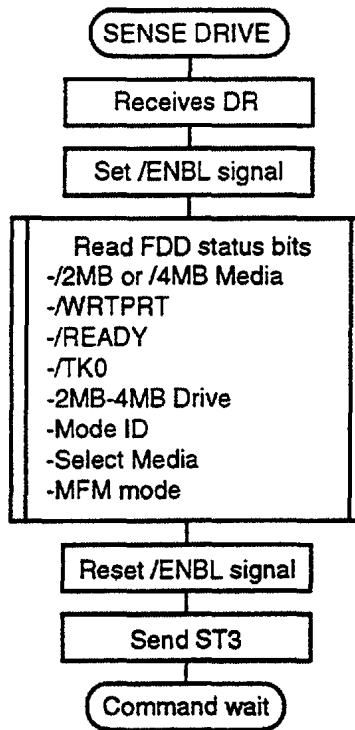 SENSE DRIVE
Receives DR
Set /ENBL signal
Read FDD status bits
-/2MB or /4MB Media
-/WRTPRT
-/READY
-/TK0
-2MB-4MB Drive
-Mode ID
-Select Media
-MFM mode
Reset /ENBL signal
Send ST3
Command wait